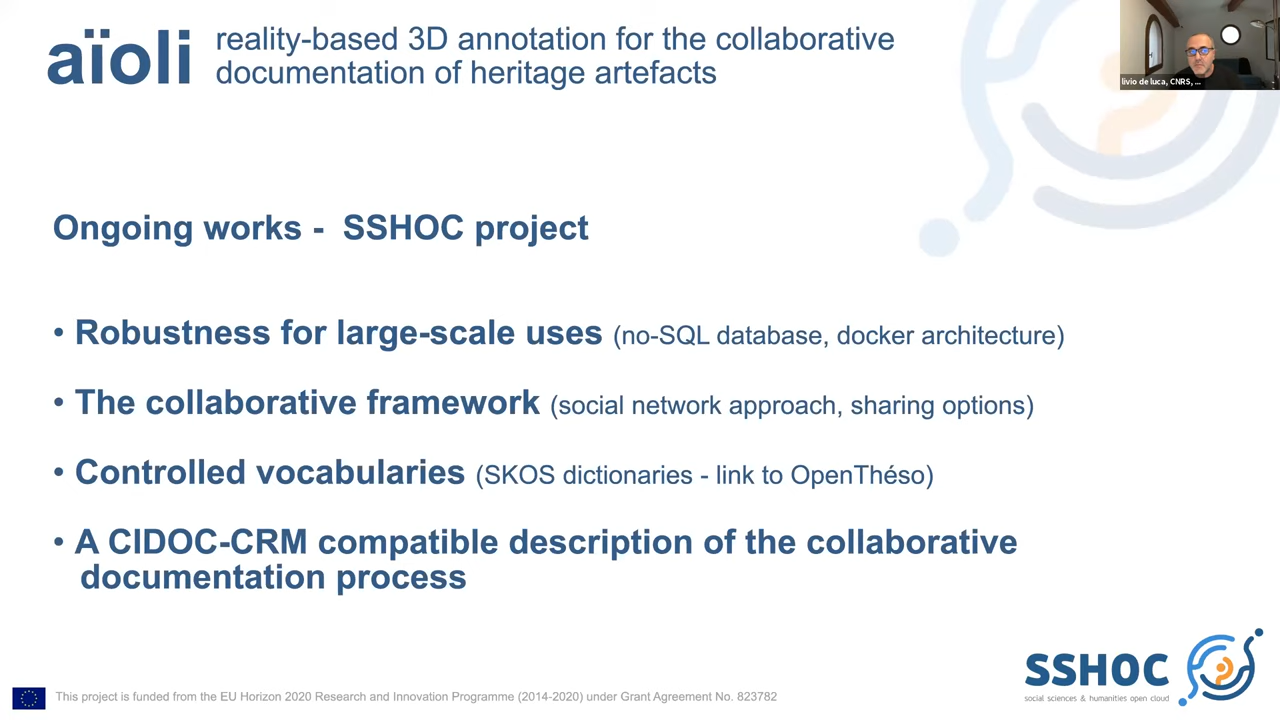 aïoli
reality-based 3D annotation for the collaborative
documentation of heritage artefacts
livio de luca, CNRS, ...
Ongoing works - SSHOC project
• Robustness for large-scale uses (no-SQL database, docker architecture)
• The collaborative framework (social network approach, sharing options)
• Controlled vocabularies (SKOS dictionaries - link to OpenThéso)
• A CIDOC-CRM compatible description of the collaborative
documentation process
SSHOC
social sciences & humanities open cloud
This project is funded from the EU Horizon 2020 Research and Innovation Programme (2014-2020) under Grant Agreement No. 823782